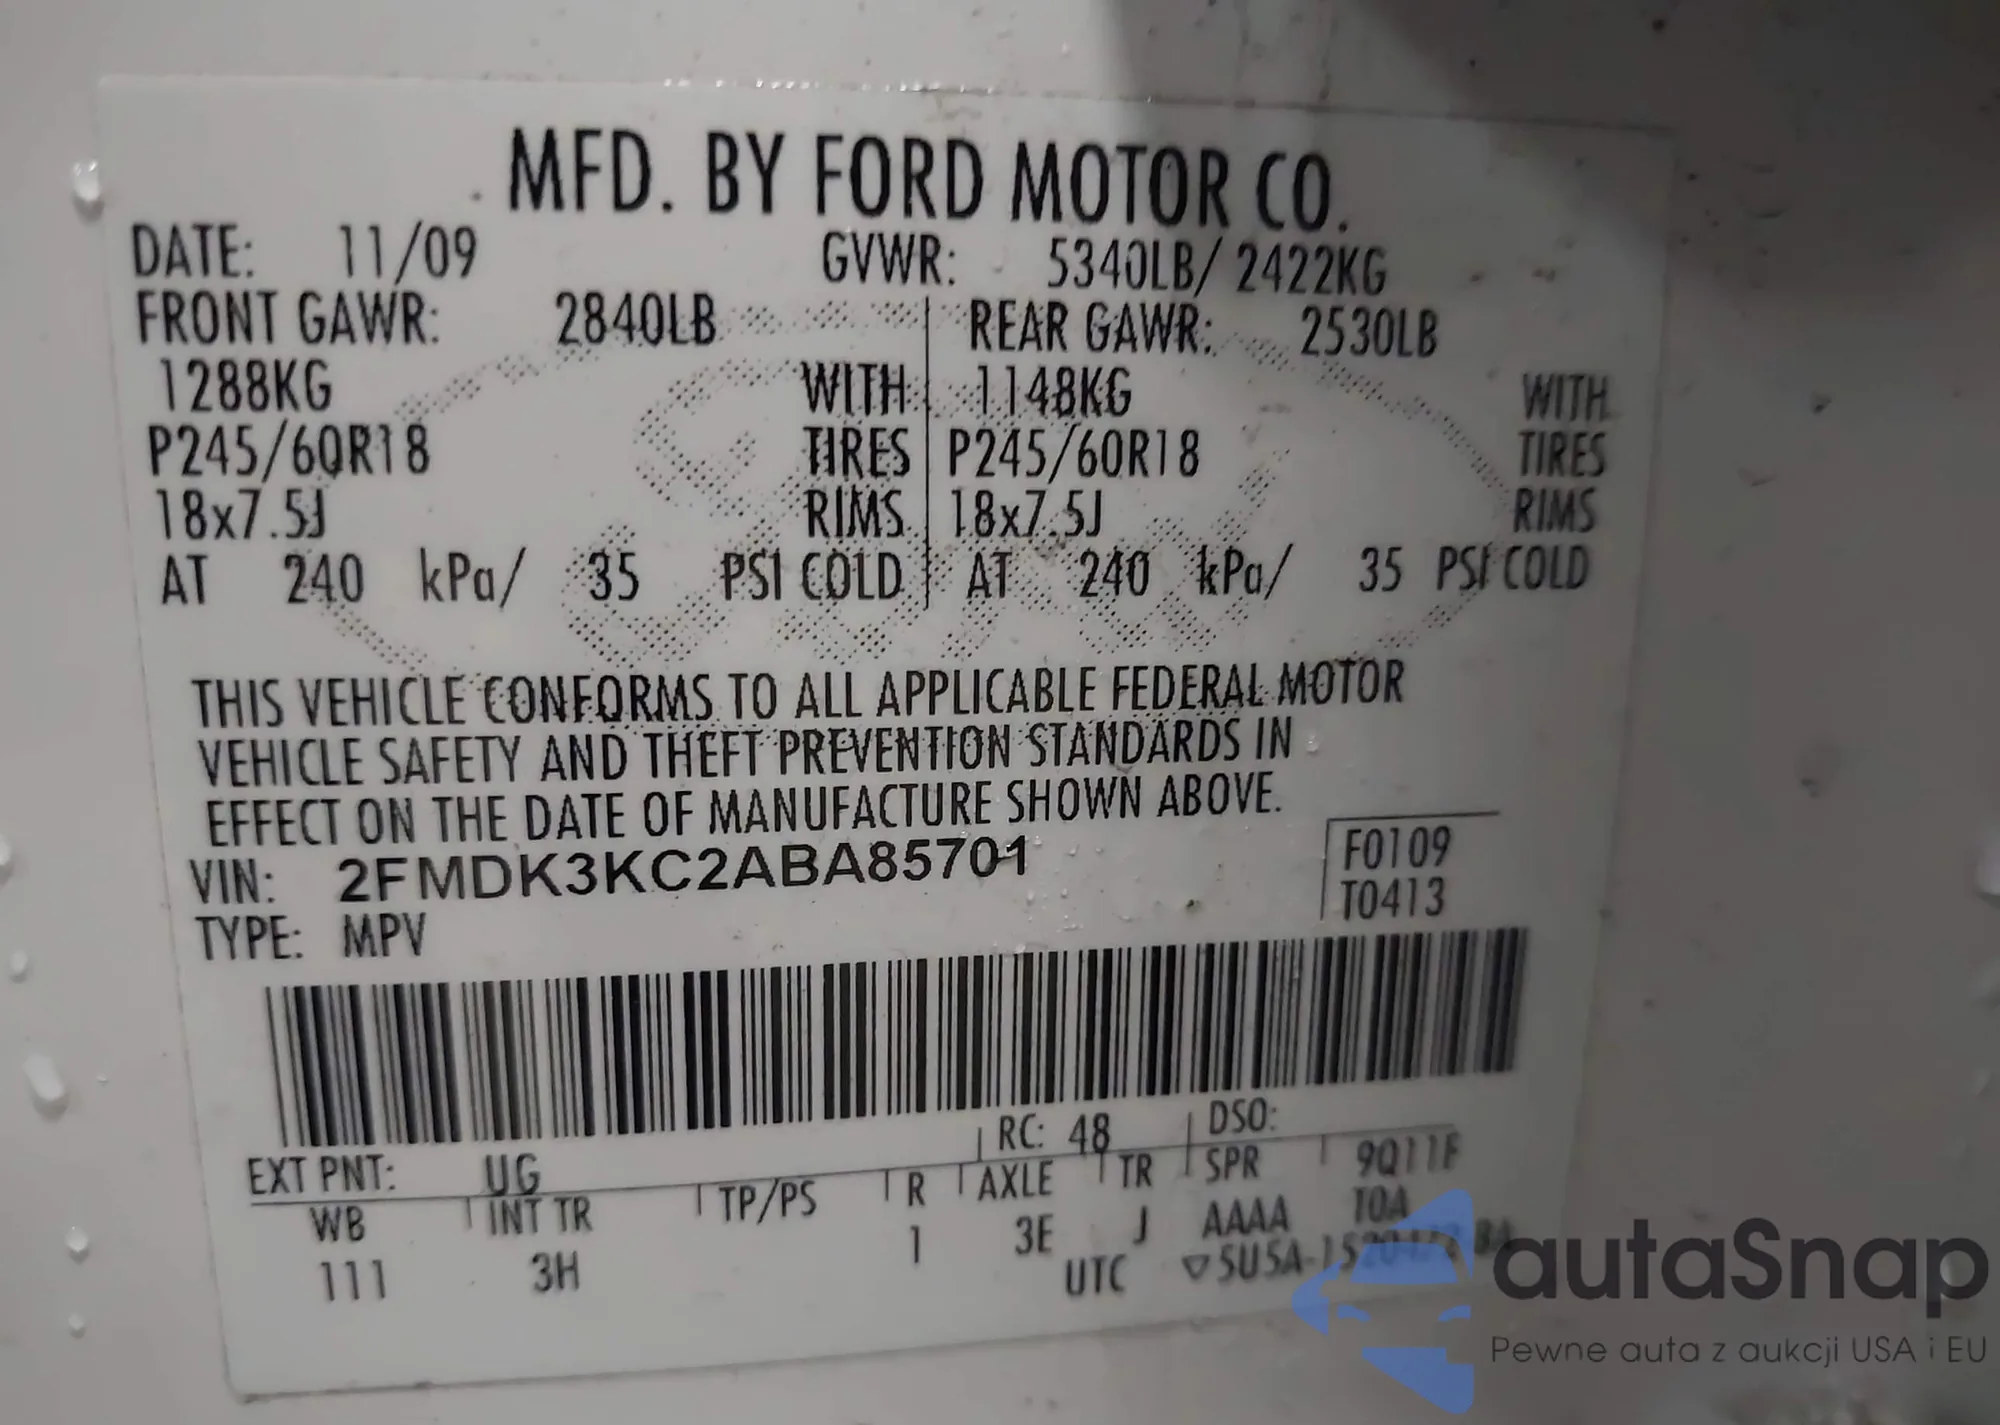 MFD. BY FORD MOTOR CO.
DATE: 11/09 GVWR: 5340LB/ 2422KG
FRONT GAWR: 2840LB REAR GAWR: 2530LB
1288KG WITH 1148KG WITH
P245/60R18 TIRES P245/60R18 TIRES
18x7.5J RIMS 18x7.5J RIMS
AT 240 kPa/ 35 PSI COLD AT 240 kPa/ 35 PSI COLD
THIS VEHICLE CONFORMS TO ALL APPLICABLE FEDERAL MOTOR
VEHICLE SAFETY AND THEFT PREVENTION STANDARDS IN
EFFECT ON THE DATE OF MANUFACTURE SHOWN ABOVE.
VIN: 2FMDK3KC2ABA85701
F0109
T0413
TYPE: MPV
RC: 48 DSO:
EXT PNT: UG
WB INT TR TP/PS R AXLE TR SPR 9Q11F
111 3H 1 3E J AAAA TOA
UTC
autaSnap
Pewne auta z aukcji USA i EU